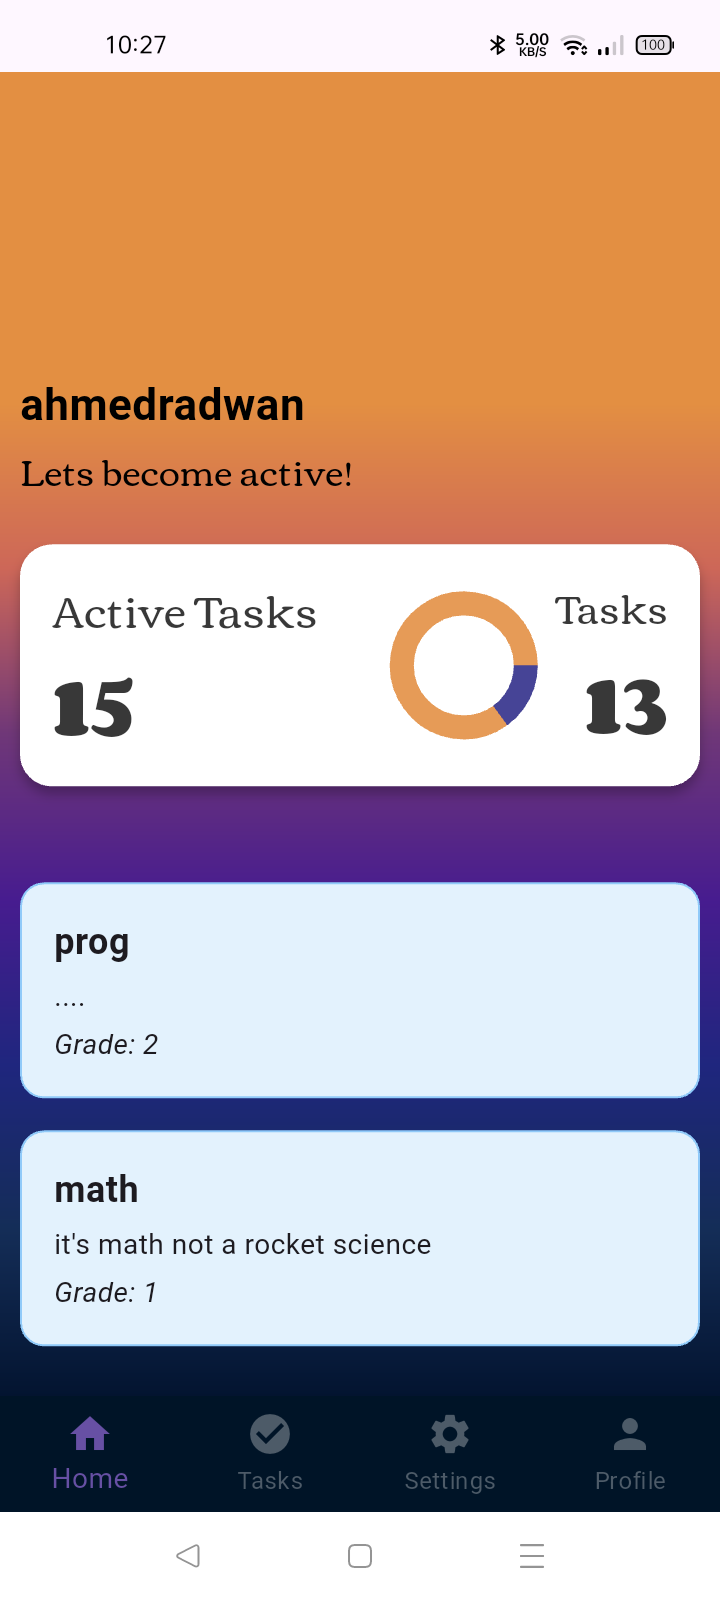 10:27
5.00
KB/S
100
ahmedradwan
Lets become active!
Active Tasks
15
Tasks
13
prog
....
Grade: 2
math
it's math not a rocket science
Grade: 1
Home
Tasks
Settings
Profile